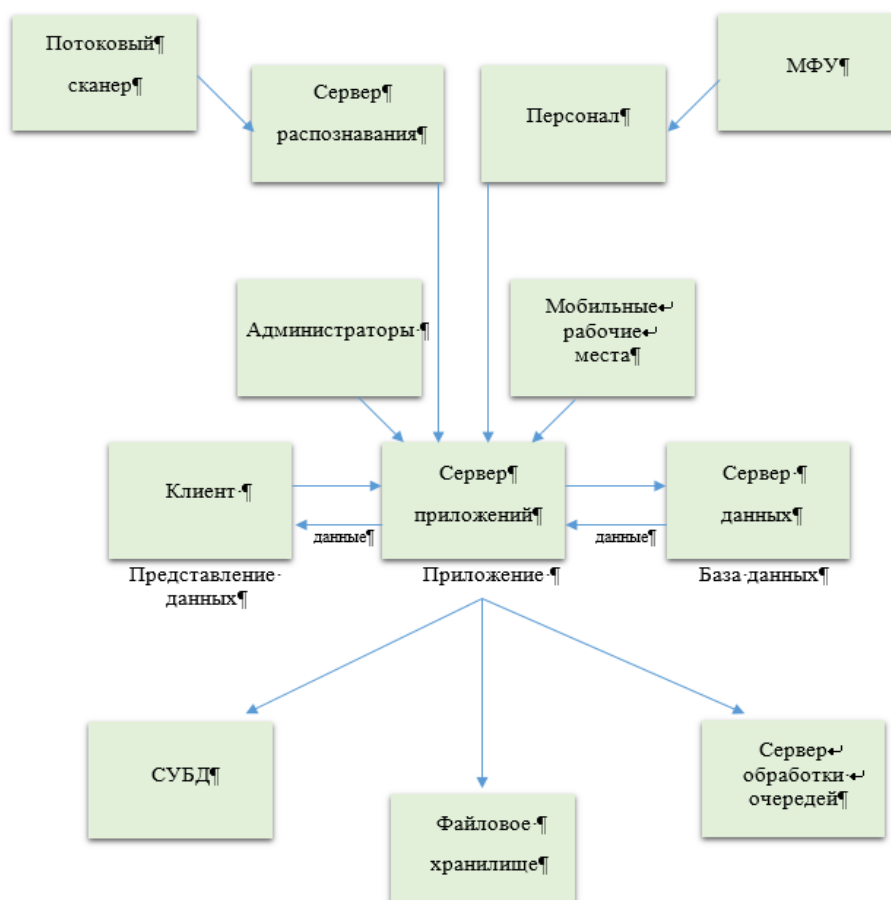 Потоковый¶
сканер¶
Сервер¶
распознавания¶
Персонал¶
МФУ¶
Администраторы·¶
Мобильные↵
рабочие↵
места¶
Клиент·¶
данные¶
Представление·
данных¶
Сервер¶
приложений¶
Приложение·¶
данные¶
Сервер·¶
данных¶
База·данных¶
СУБД¶
Файловое·¶
хранилище¶
Сервер↵
обработки·↵
очередей¶